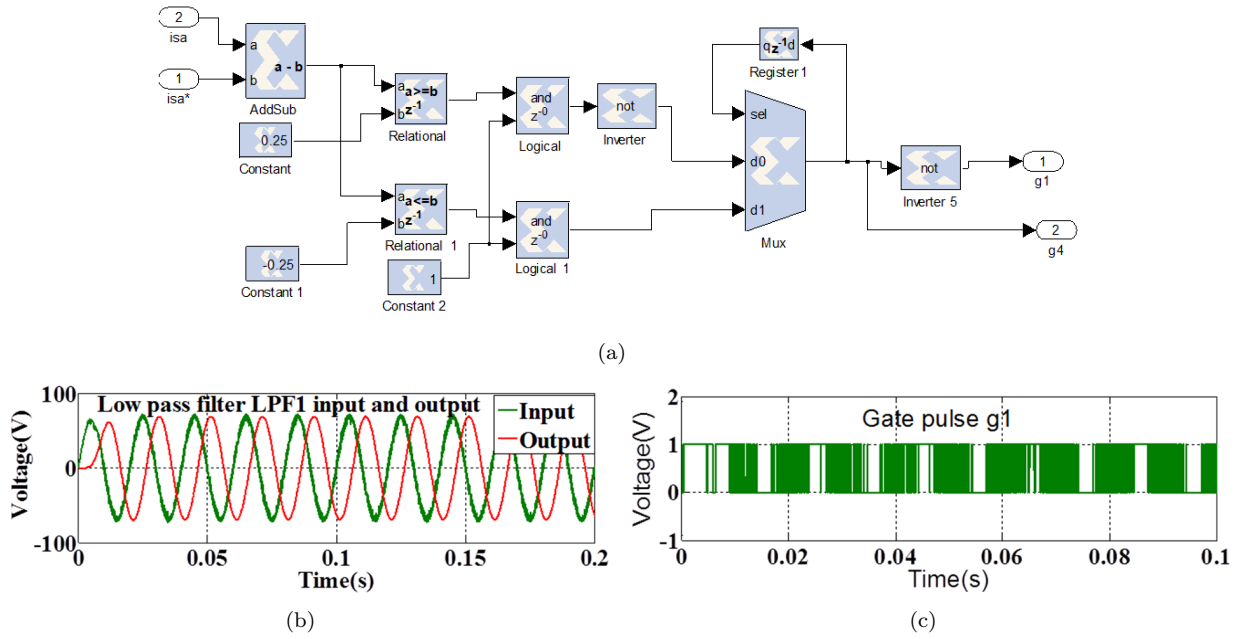 2
isa
1
isa*
a
b
a - b
AddSub
0.25
Constant
a
a>=b
b
z-1
Relational
and
z-0
Logical
not
Inverter
qz-1d
Register 1
sel
d0
d1
Mux
not
Inverter 5
1
g1
2
g4
a
a<=b
b
z-1
Relational 1
-0.25
Constant 1
1
Constant 2
and
z-0
Logical 1
(a)
Low pass filter LPF1 input and output
Input
Output
Voltage(V)
100
0
-100
0
0.05
0.1
0.15
0.2
Time(s)
(b)
Gate pulse g1
Voltage(V)
2
1
0
-1
0
0.02
0.04
0.06
0.08
0.1
Time(s)
(c)